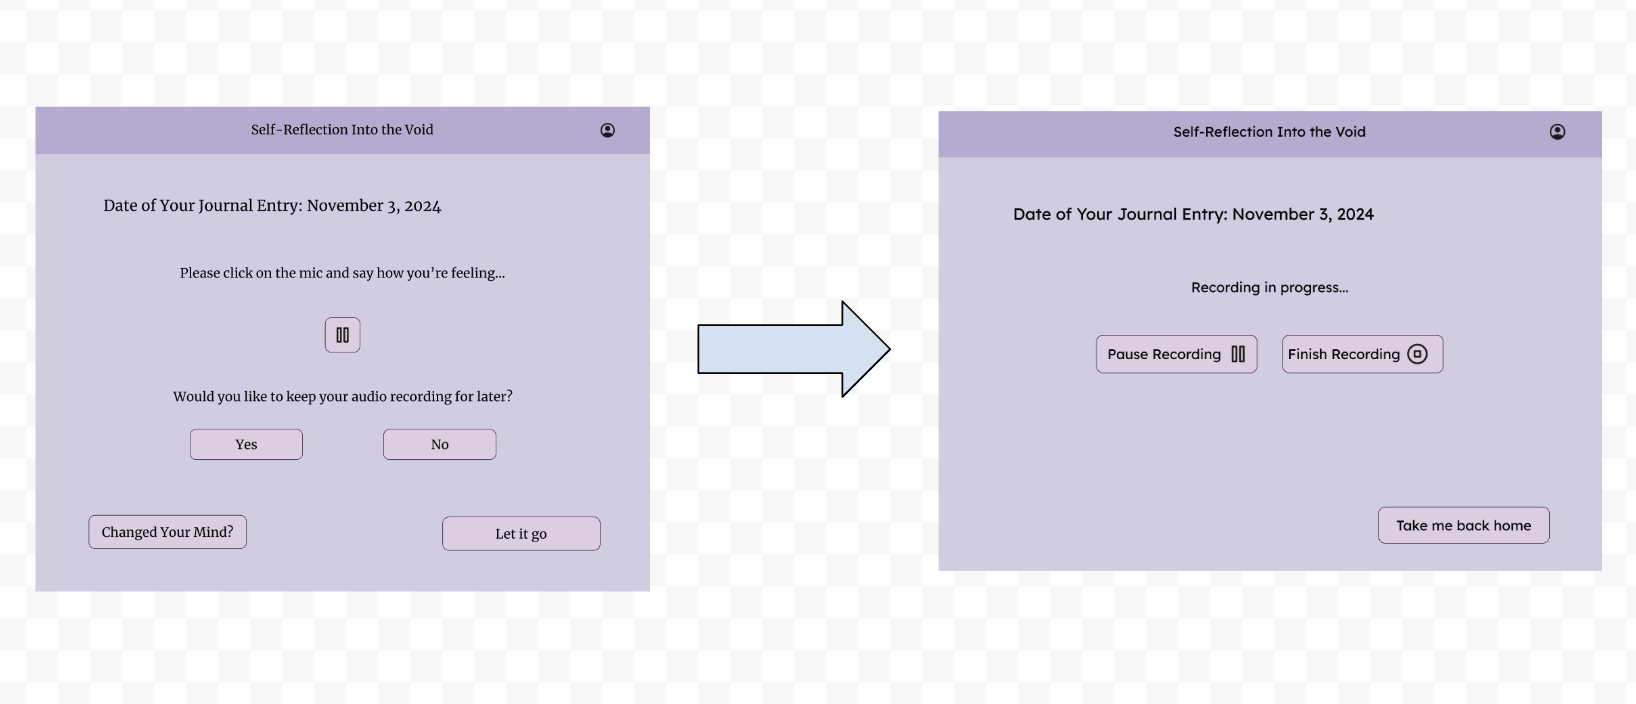 Self-Reflection Into the Void
Date of Your Journal Entry: November 3, 2024
Please click on the mic and say how you’re feeling...
Would you like to keep your audio recording for later?
Yes
No
Changed Your Mind?
Let it go
Self-Reflection Into the Void
Date of Your Journal Entry: November 3, 2024
Recording in progress...
Pause Recording
Finish Recording
Take me back home